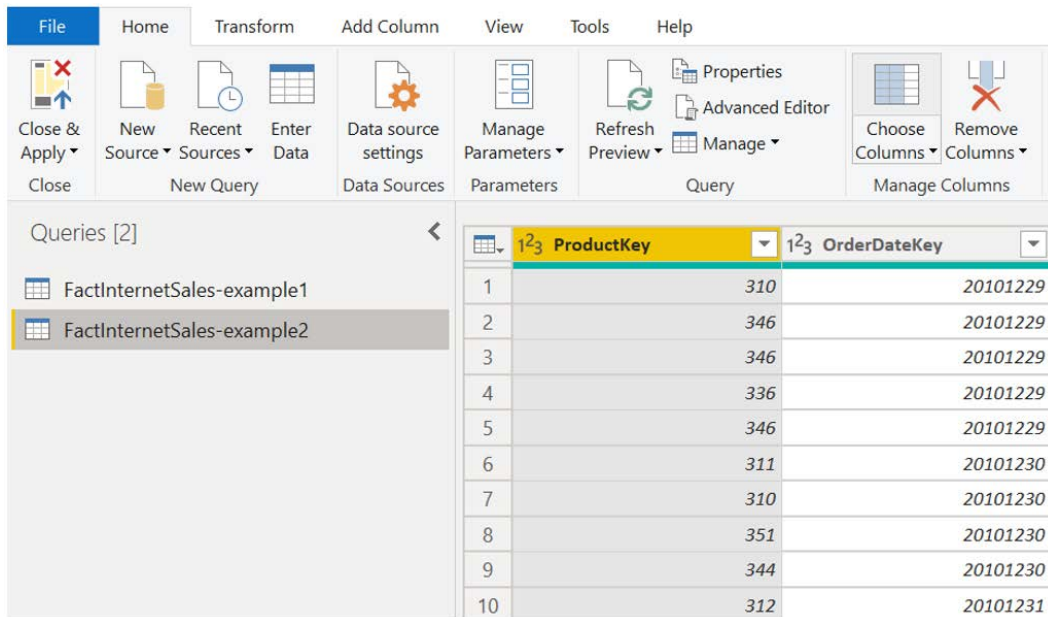 File Home Transform Add Column View Tools Help
Close & Apply
New Source
Recent Sources
Enter Data
Data source settings
Manage Parameters
Refresh Preview
Properties
Advanced Editor
Manage
Choose Columns
Remove Columns
Close New Query Data Sources Parameters Query Manage Columns
Queries [2]
FactInternetSales-example1
FactInternetSales-example2
1²3 ProductKey 1²3 OrderDateKey
1 310 20101229
2 346 20101229
3 346 20101229
4 336 20101229
5 346 20101229
6 311 20101230
7 310 20101230
8 351 20101230
9 344 20101230
10 312 20101231